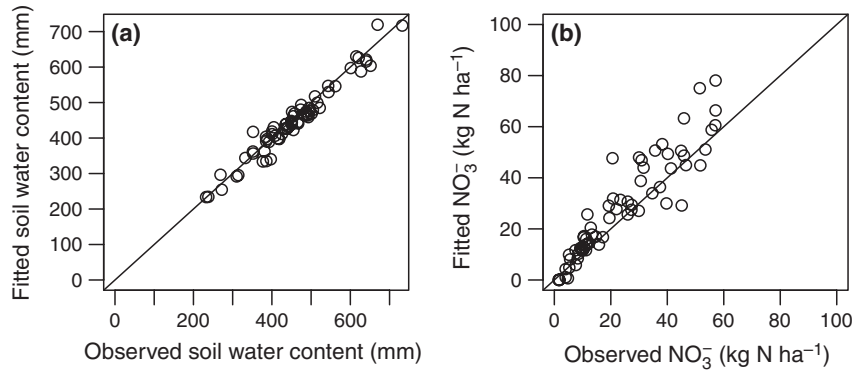 (a)
Fitted soil water content (mm)
700
600
500
400
300
200
100
0
0 200 400 600
Observed soil water content (mm)
(b)
Fitted NO₃⁻ (kg N ha⁻¹)
100
80
60
40
20
0
0 20 40 60 80 100
Observed NO₃⁻ (kg N ha⁻¹)